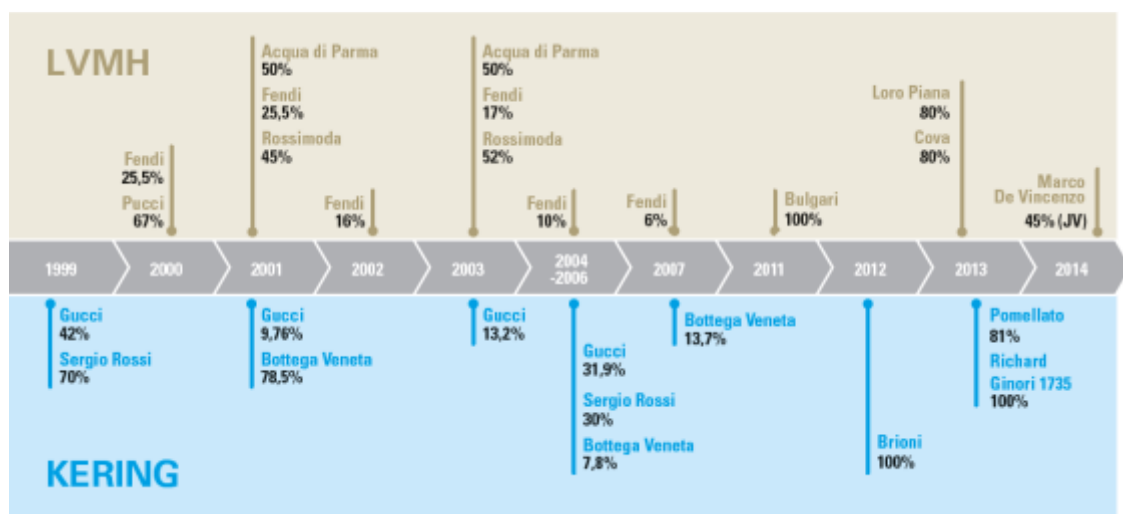 LVMH
Fendi
25,5%
Pucci
67%
Acqua di Parma
50%
Fendi
25,5%
Rossimoda
45%
Fendi
16%
Acqua di Parma
50%
Fendi
17%
Rossimoda
52%
Fendi
10%
Fendi
6%
Bulgari
100%
Loro Piana
80%
Cova
80%
Marco
De Vincenzo
45% (JV)
1999
2000
2001
2002
2003
2004
-2006
2007
2011
2012
2013
2014
Gucci
42%
Sergio Rossi
70%
Gucci
9,76%
Bottega Veneta
78,5%
Gucci
13,2%
Gucci
31,9%
Sergio Rossi
30%
Bottega Veneta
7,8%
Bottega Veneta
13,7%
Brioni
100%
Pomellato
81%
Richard
Ginori 1735
100%
KERING